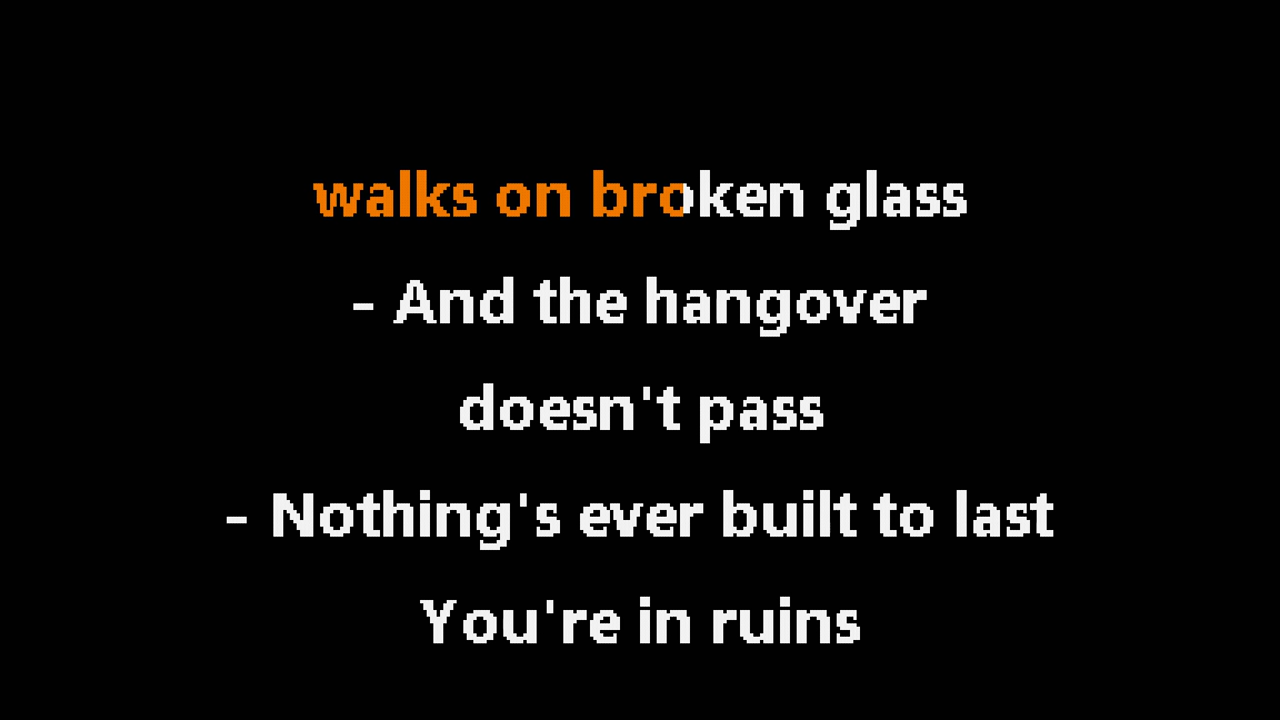 walks on broken glass
- And the hangover
doesn't pass
- Nothing's ever built to last
You're in ruins